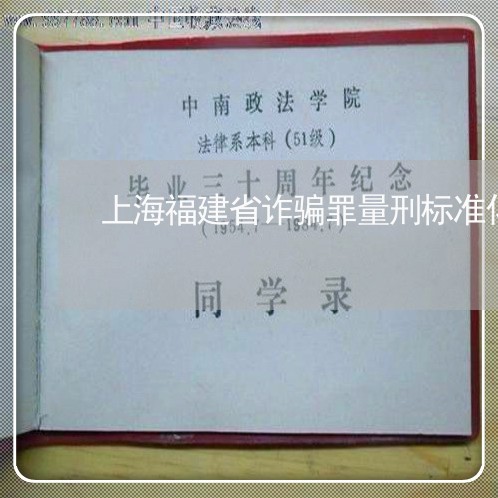 中南政法学院
法律系本科(51级)
毕业三十周年纪念
上海福建省诈骗罪量刑标准
(1954.7—1984.7)
同学录